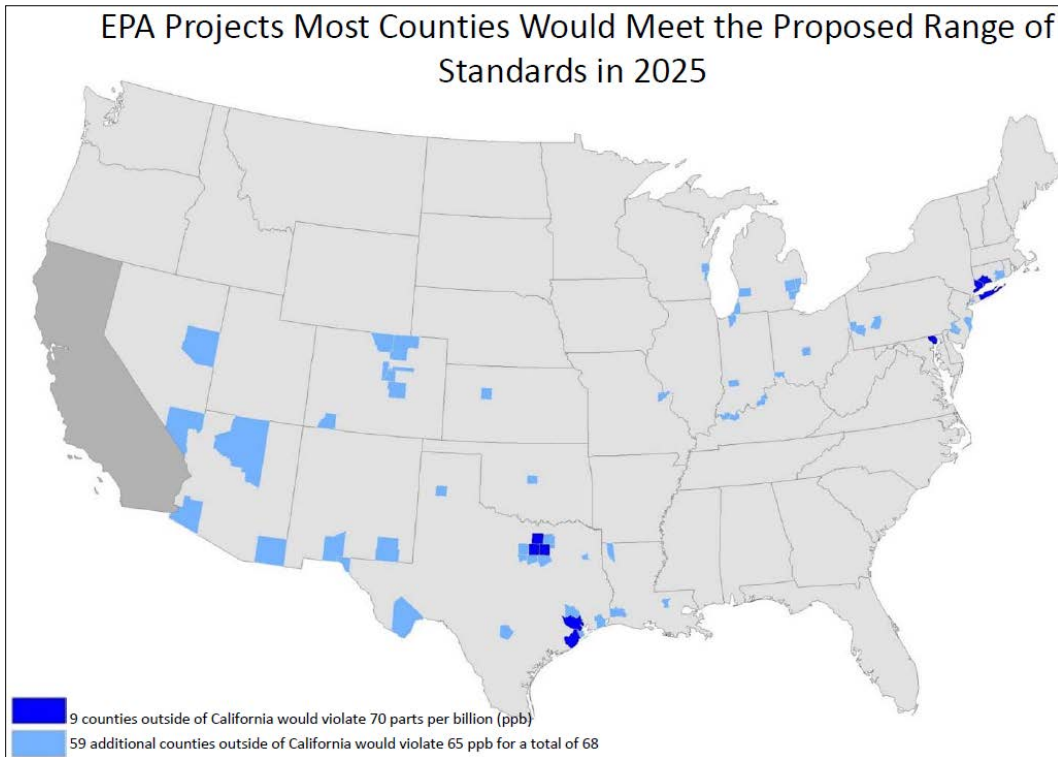 EPA Projects Most Counties Would Meet the Proposed Range of
Standards in 2025
9 counties outside of California would violate 70 parts per billion (ppb)
59 additional counties outside of California would violate 65 ppb for a total of 68